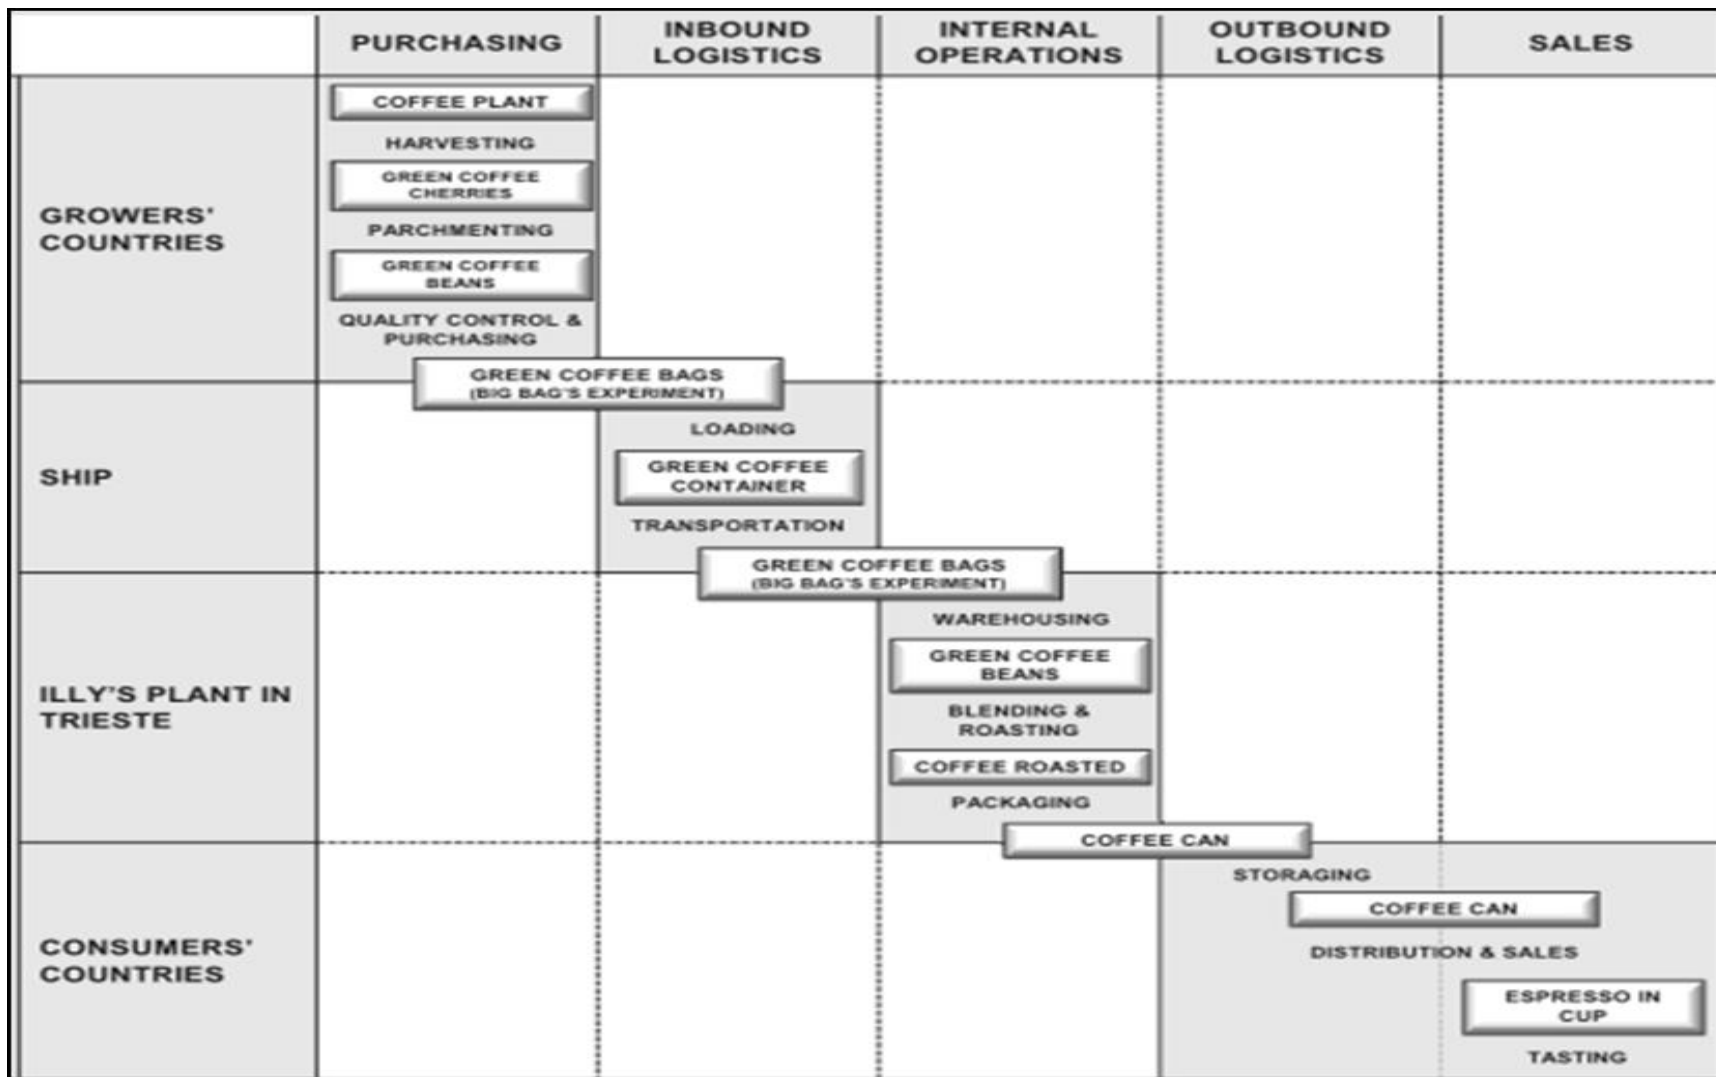 PURCHASING
INBOUND
LOGISTICS
INTERNAL
OPERATIONS
OUTBOUND
LOGISTICS
SALES
GROWERS'
COUNTRIES
COFFEE PLANT
HARVESTING
GREEN COFFEE
CHERRIES
PARCHMENTING
GREEN COFFEE
BEANS
QUALITY CONTROL &
PURCHASING
GREEN COFFEE BAGS
(BIG BAG'S EXPERIMENT)
SHIP
LOADING
GREEN COFFEE
CONTAINER
TRANSPORTATION
GREEN COFFEE BAGS
(BIG BAG'S EXPERIMENT)
ILLY'S PLANT IN
TRIESTE
WAREHOUSING
GREEN COFFEE
BEANS
BLENDING &
ROASTING
COFFEE ROASTED
PACKAGING
COFFEE CAN
CONSUMERS'
COUNTRIES
STORAGING
COFFEE CAN
DISTRIBUTION & SALES
ESPRESSO IN
CUP
TASTING